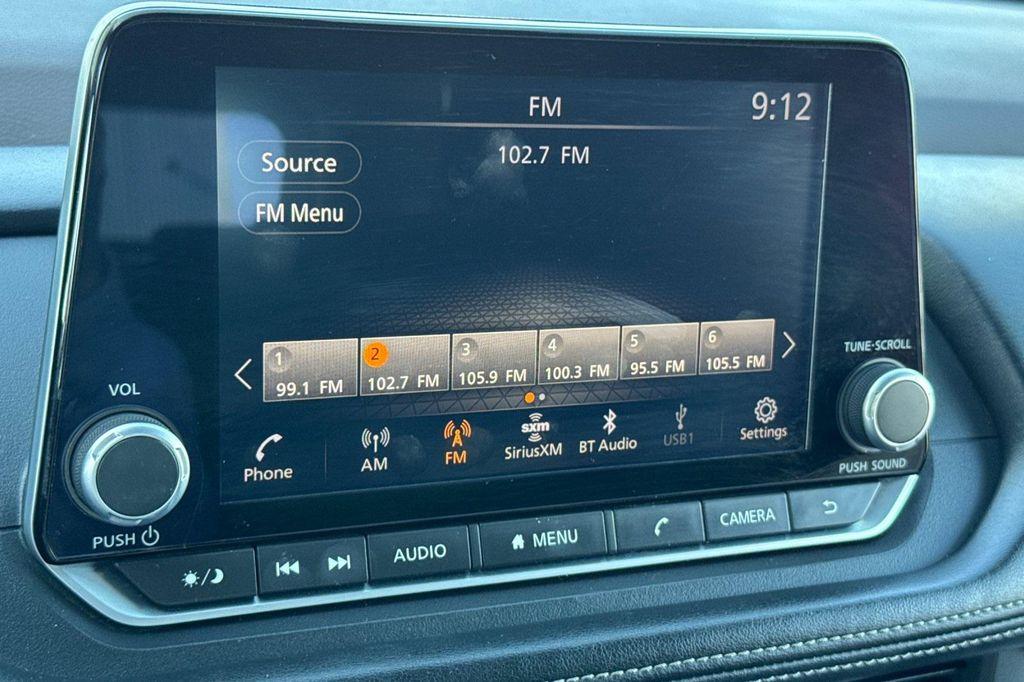 FM
9:12
102.7 FM
Source
FM Menu
1
99.1 FM
2
102.7 FM
3
105.9 FM
4
100.3 FM
5
95.5 FM
6
105.5 FM
TUNE·SCROLL
VOL
Phone
AM
FM
sxm
SiriusXM
BT Audio
USB1
Settings
PUSH
PUSH SOUND
AUDIO
MENU
CAMERA